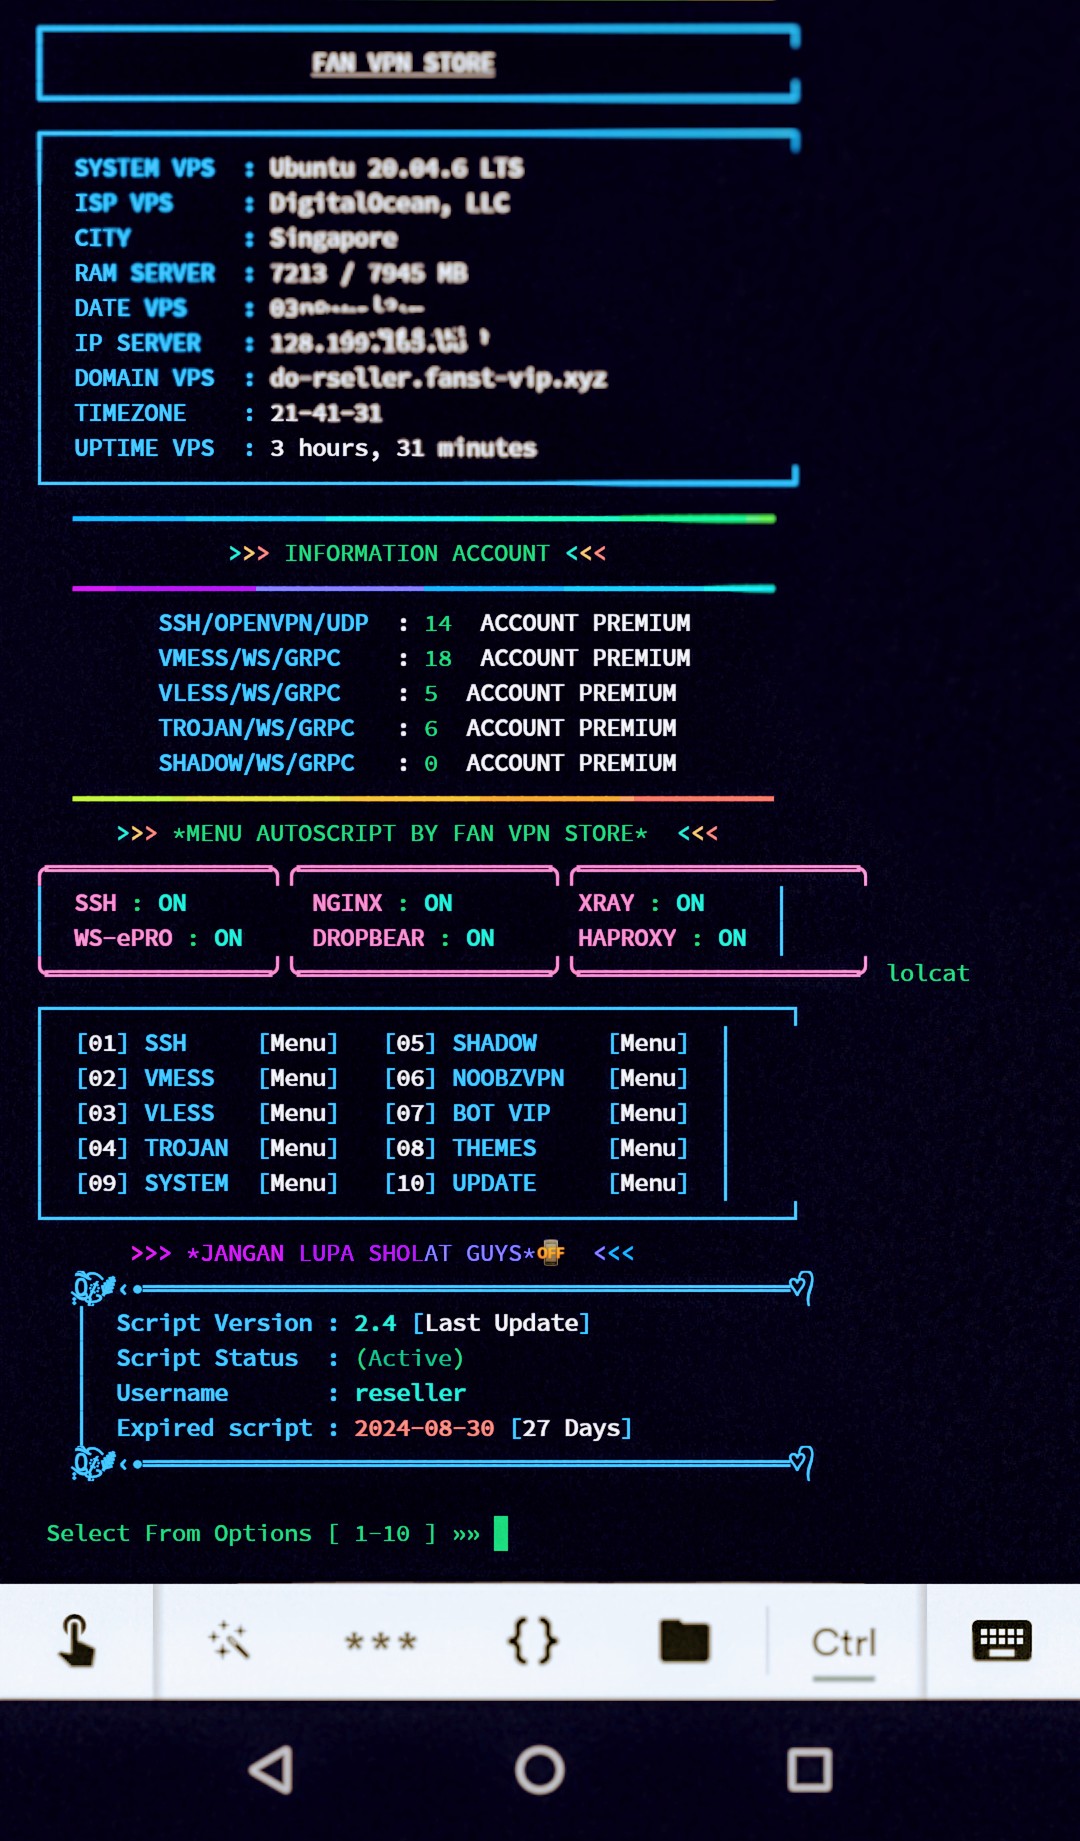 FAN VPN STORE
SYSTEM VPS : Ubuntu 20.04.6 LTS
ISP VPS : DigitalOcean, LLC
CITY : Singapore
RAM SERVER : 7213 / 7945 MB
DATE VPS :
IP SERVER :
DOMAIN VPS : do-rseller.fanst-vip.xyz
TIMEZONE : 21-41-31
UPTIME VPS : 3 hours, 31 minutes
>>> INFORMATION ACCOUNT <<<
SSH/OPENVPN/UDP : 14 ACCOUNT PREMIUM
VMESS/WS/GRPC : 18 ACCOUNT PREMIUM
VLESS/WS/GRPC : 5 ACCOUNT PREMIUM
TROJAN/WS/GRPC : 6 ACCOUNT PREMIUM
SHADOW/WS/GRPC : 0 ACCOUNT PREMIUM
>>> *MENU AUTOSCRIPT BY FAN VPN STORE* <<<
SSH : ON NGINX : ON XRAY : ON
WS-ePRO : ON DROPBEAR : ON HAPROXY : ON
lolcat
[01] SSH [Menu] [05] SHADOW [Menu]
[02] VMESS [Menu] [06] NOOBZVPN [Menu]
[03] VLESS [Menu] [07] BOT VIP [Menu]
[04] TROJAN [Menu] [08] THEMES [Menu]
[09] SYSTEM [Menu] [10] UPDATE [Menu]
>>> *JANGAN LUPA SHOLAT GUYS*📴 <<<
Script Version : 2.4 [Last Update]
Script Status : (Active)
Username : reseller
Expired script : 2024-08-30 [27 Days]
Select From Options [ 1-10 ] »»
*** {} Ctrl